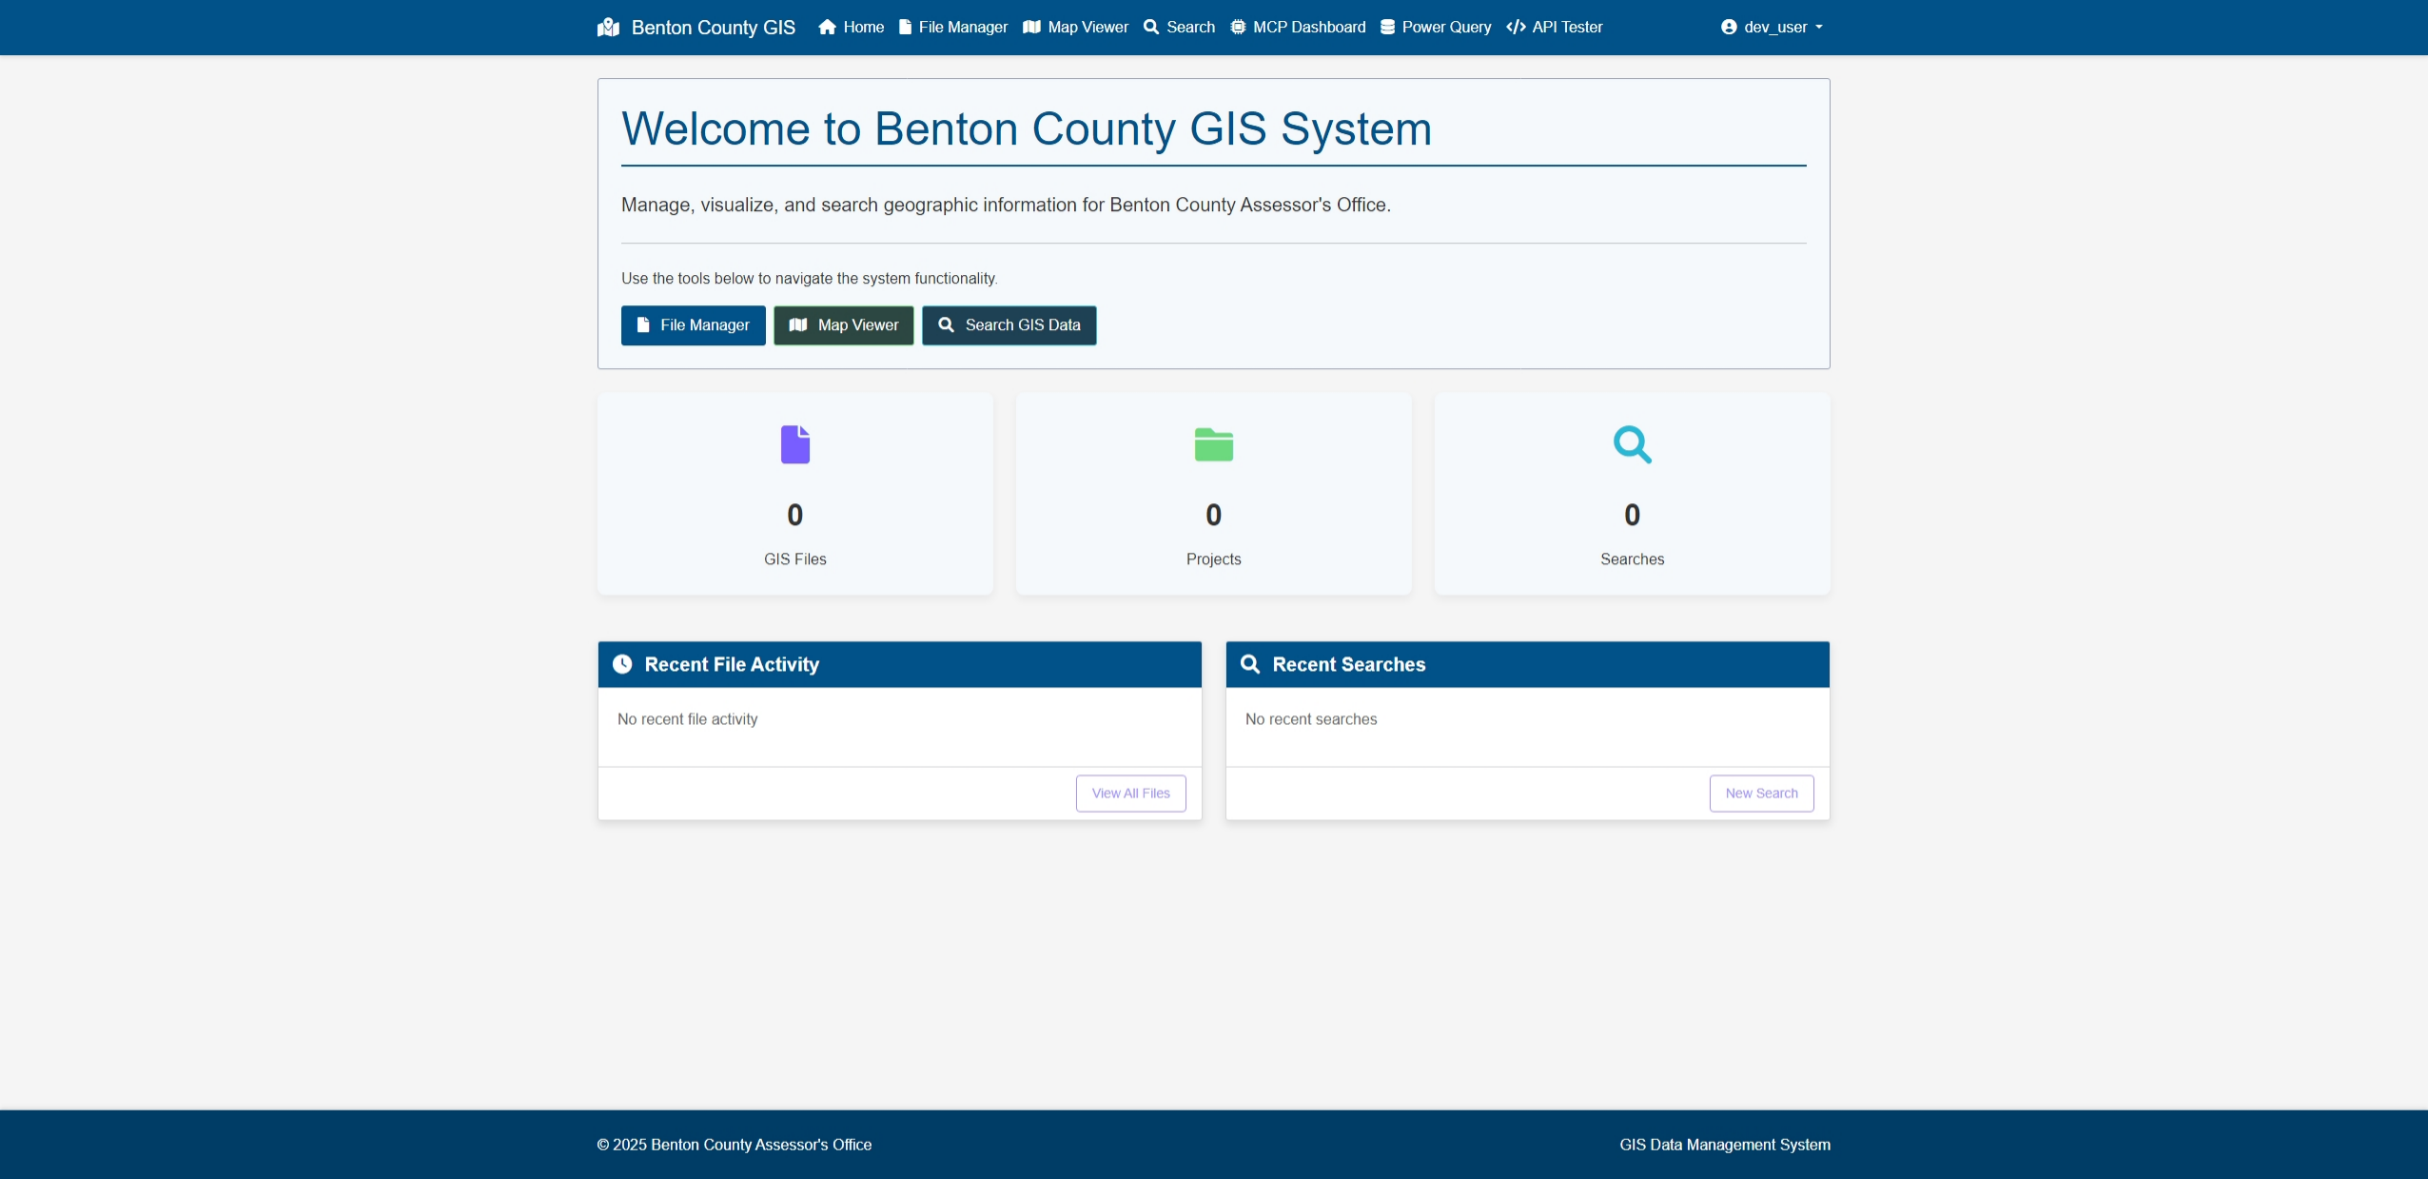 Benton County GIS Home File Manager Map Viewer Search MCP Dashboard Power Query API Tester dev_user
Welcome to Benton County GIS System
Manage, visualize, and search geographic information for Benton County Assessor's Office.
Use the tools below to navigate the system functionality.
File Manager Map Viewer Search GIS Data
0
GIS Files
0
Projects
0
Searches
Recent File Activity
No recent file activity
View All Files
Recent Searches
No recent searches
New Search
© 2025 Benton County Assessor's Office
GIS Data Management System